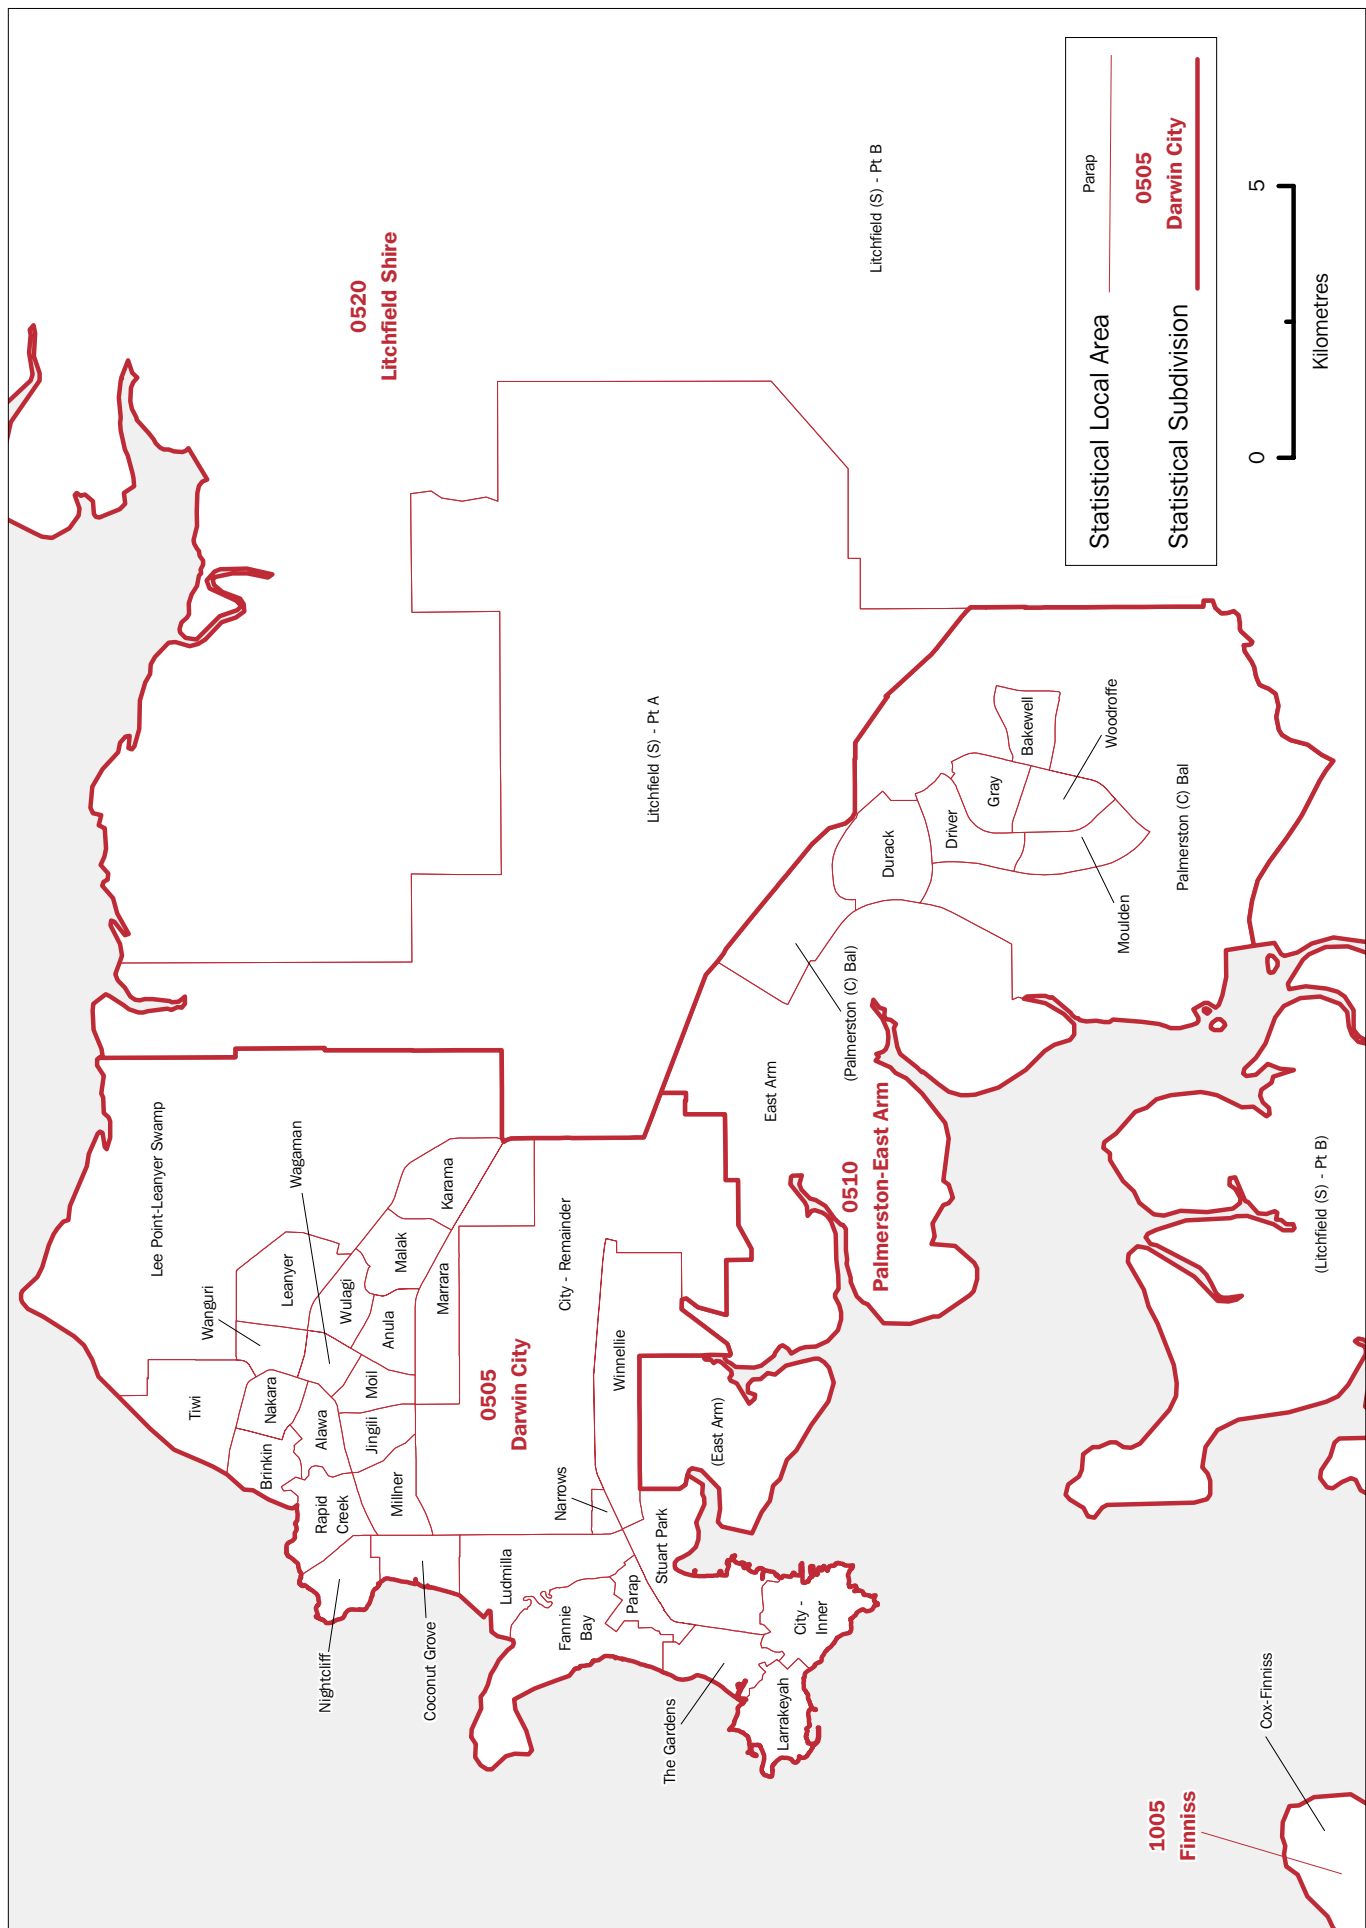 Lee Point-Leanyer Swamp
Wanguri
Wagaman
Tiwi
Leanyer
Nakara
Brinkin
Wulagi
Karama
Malak
Alawa
Rapid
Creek
Moil
Anula
Jingili
Millner
Marrara
Nightcliff
Coconut Grove
0505
Darwin City
City - Remainder
Ludmilla
Narrows
Winnellie
Fannie
Bay
Parap
Stuart Park
(East Arm)
The Gardens
City -
Inner
Larrakeyah
0520
Litchfield Shire
Litchfield (S) - Pt A
Litchfield (S) - Pt B
East Arm
(Palmerston (C) Bal)
0510
Palmerston-East Arm
Durack
Driver
Gray
Bakewell
Woodroffe
Moulden
Palmerston (C) Bal
(Litchfield (S) - Pt B)
1005
Finniss
Cox-Finniss
Statistical Local Area
Parap
Statistical Subdivision
0505
Darwin City
0
5
Kilometres